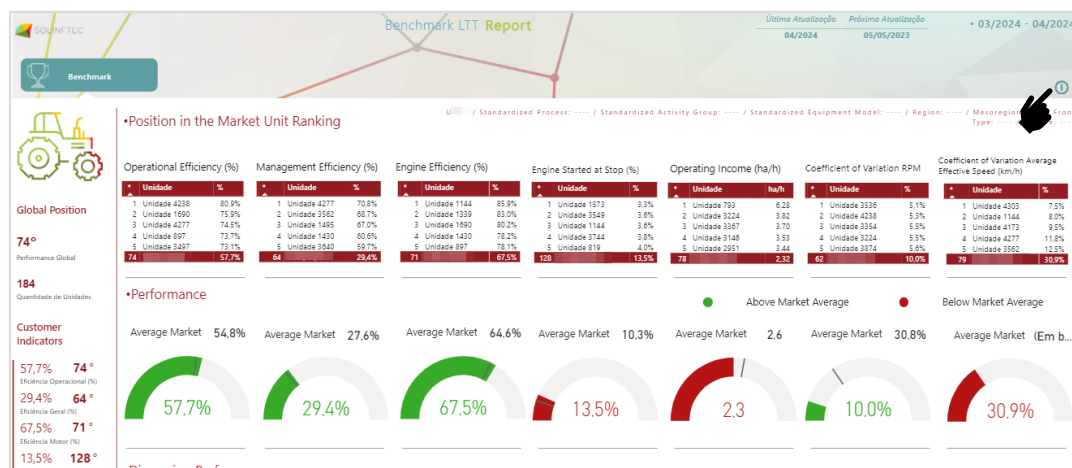 SOLINFTEC
Benchmark LTT Report
Última Atualização
Próxima Atualização
04/2024
05/05/2023
• 03/2024 - 04/2024
Benchmark
•Position in the Market Unit Ranking
/ Standardized Process: ---- / Standardized Activity Group: ---- / Standardized Equipment Model: ---- / Region: ---- / Mesoregion
Type: ----
Operational Efficiency (%)
* Unidade %
1 Unidade 4238 80.9%
2 Unidade 1690 75,9%
3 Unidade 4277 74,5%
4 Unidade 897 73,7%
5 Unidade 3497 73,1%
74 57,7%
Management Efficiency (%)
* Unidade %
1 Unidade 4277 70.8%
2 Unidade 3562 68,7%
3 Unidade 1495 67,0%
4 Unidade 1430 60,6%
5 Unidade 3640 59,7%
64 29,4%
Engine Efficiency (%)
* Unidade %
1 Unidade 1144 85,9%
2 Unidade 1339 83,0%
3 Unidade 1690 80,2%
4 Unidade 1430 78,2%
5 Unidade 897 78,1%
71 67,5%
Engine Started at Stop (%)
* Unidade %
1 Unidade 1573 3,3%
2 Unidade 3549 3,6%
3 Unidade 1144 3,6%
4 Unidade 3744 3,8%
5 Unidade 819 4,0%
128 13,5%
Operating Income (ha/h)
* Unidade ha/h
1 Unidade 793 6,28
2 Unidade 3224 3,82
3 Unidade 3367 3,70
4 Unidade 3146 3,53
5 Unidade 2951 3,44
78 2,32
Coefficient of Variation RPM
* Unidade %
1 Unidade 3536 5,1%
2 Unidade 4238 5,3%
3 Unidade 3354 5,5%
4 Unidade 3224 5,5%
5 Unidade 3874 5,6%
62 10,0%
Coefficient of Variation Average
Effective Speed (km/h)
* Unidade %
1 Unidade 4303 7,5%
2 Unidade 1144 8,0%
3 Unidade 4173 9,5%
4 Unidade 4277 11,8%
5 Unidade 3562 12,5%
79 30,9%
Global Position
74°
Performance Global
184
Quantidade de Unidades
Customer
Indicators
57,7% 74°
Eficiência Operacional (%)
29,4% 64°
Eficiência Geral (%)
67,5% 71°
Eficiência Motor (%)
13,5% 128°
•Performance
Above Market Average
Below Market Average
Average Market 54,8%
57,7%
Average Market 27,6%
29,4%
Average Market 64,6%
67,5%
Average Market 10,3%
13,5%
Average Market 2,6
2,3
Average Market 30,8%
10,0%
Average Market (Em b...
30,9%